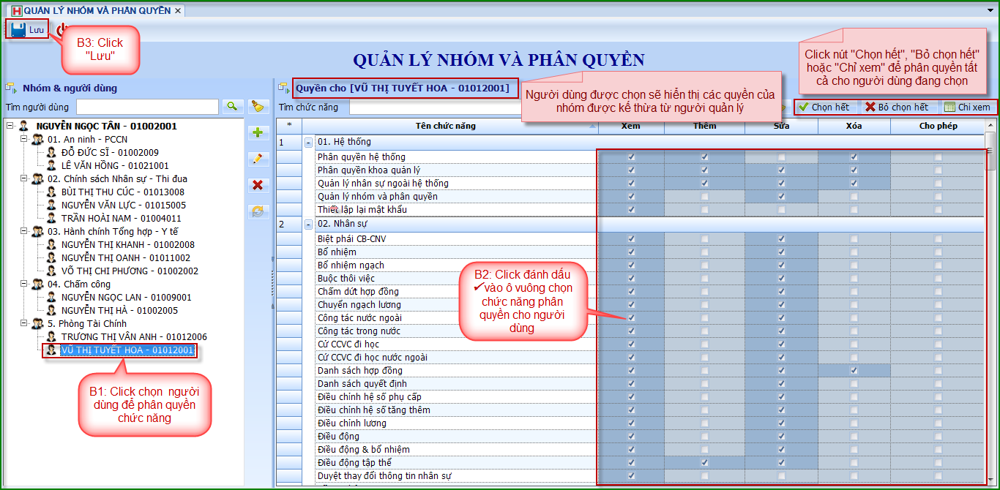 QUẢN LÝ NHÓM VÀ PHÂN QUYỀN
Lưu
B3: Click
"Lưu"
QUẢN LÝ NHÓM VÀ PHÂN QUYỀN
Click nút "Chọn hết", "Bỏ chọn hết"
hoặc "Chỉ xem" để phân quyền tất
cả cho người dùng đang chọn
Nhóm & người dùng
Tìm người dùng
NGUYỄN NGỌC TÂN - 01002001
01. An ninh - PCCN
ĐỖ ĐỨC SĨ - 01002009
LÊ VĂN HỒNG - 01021001
02. Chính sách Nhân sự - Thi đua
BÙI THỊ THU CÚC - 01013008
NGUYỄN VĂN LỰC - 01015005
TRẦN HOÀI NAM - 01004011
03. Hành chính Tổng hợp - Y tế
NGUYỄN THỊ KHANH - 01002008
NGUYỄN THỊ OANH - 01011002
VÕ THỊ CHI PHƯƠNG - 01002002
04. Chấm công
NGUYỄN NGỌC LAN - 01009001
NGUYỄN THỊ HÀ - 01002005
5. Phòng Tài Chính
TRƯƠNG THỊ VÂN ANH - 01012006
VŨ THỊ TUYẾT HOA - 01012001
B1: Click chọn người
dùng để phân quyền
chức năng
Quyền cho [VŨ THỊ TUYẾT HOA - 01012001]
Người dùng được chọn sẽ hiển thị các quyền của
nhóm được kế thừa từ người quản lý
Tìm chức năng
Chọn hết
Bỏ chọn hết
Chỉ xem
* Tên chức năng Xem Thêm Sửa Xóa Cho phép
1 01. Hệ thống
Phân quyền hệ thống
Phân quyền khoa quản lý
Quản lý nhân sự ngoài hệ thống
Quản lý nhóm và phân quyền
Thiết lập lại mật khẩu
2 02. Nhân sự
Biệt phái CB-CNV
Bổ nhiệm
Bổ nhiệm ngạch
Buộc thôi việc
Chấm dứt hợp đồng
Chuyển ngạch lương
Công tác nước ngoài
Công tác trong nước
Cử CCVC đi học
Cử CCVC đi học nước ngoài
Danh sách hợp đồng
Danh sách quyết định
Điều chỉnh hệ số phụ cấp
Điều chỉnh hệ số tăng thêm
Điều chỉnh lương
Điều động
Điều động & bổ nhiệm
Điều động tập thể
Duyệt thay đổi thông tin nhân sự
B2: Click đánh dấu
✓vào ô vuông chọn
chức năng phân
quyền cho người
dùng